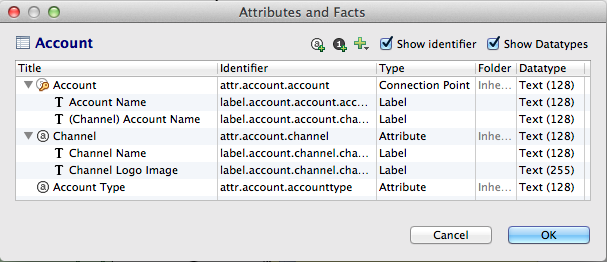 Attributes and Facts
Account Show identifier Show Datatypes
Title Identifier Type Folder Datatype
Account attr.account.account Connection Point Inhe... Text (128)
Account Name label.account.account.acc... Label Text (128)
(Channel) Account Name label.account.account.cha... Label Text (128)
Channel attr.account.channel Attribute Inhe... Text (128)
Channel Name label.account.channel.cha... Label Text (128)
Channel Logo Image label.account.channel.cha... Label Text (255)
Account Type attr.account.accounttype Attribute Inhe... Text (128)
Cancel OK